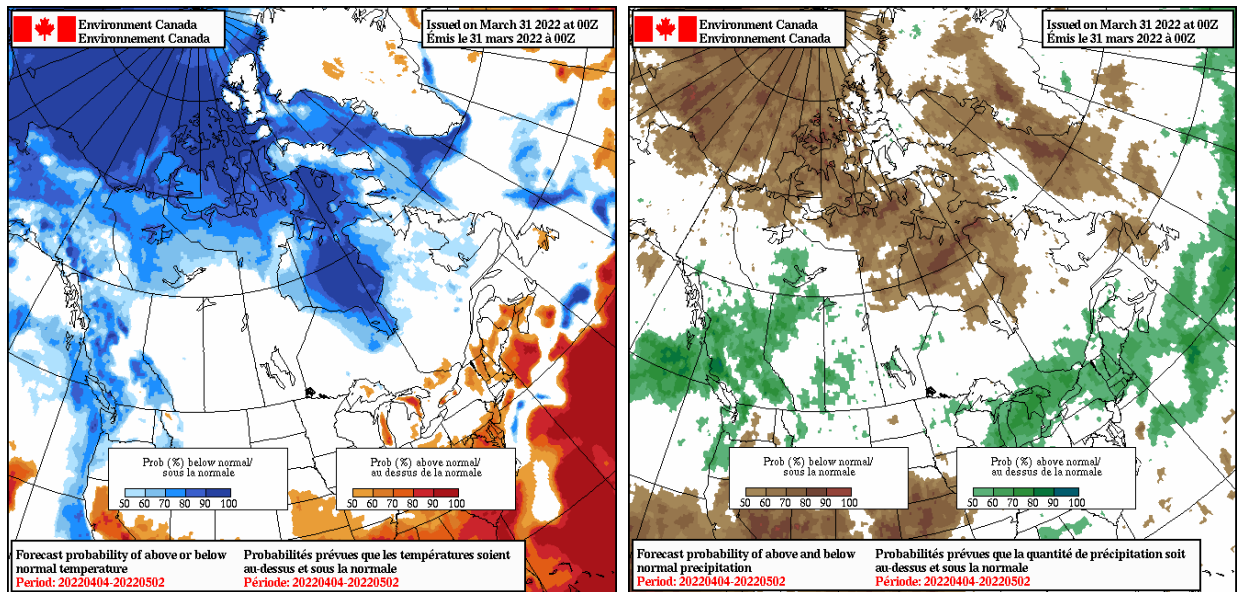 Environment Canada
Environnement Canada
Issued on March 31 2022 at 00Z
Émis le 31 mars 2022 à 00Z
Prob (%) below normal/
sous la normale
50 60 70 80 90 100
Prob (%) above normal/
au dessus de la normale
50 60 70 80 90 100
Forecast probability of above or below
normal temperature
Period: 20220404-20220502
Probabilités prévues que les températures soient
au-dessus et sous la normale
Période: 20220404-20220502
Environment Canada
Environnement Canada
Issued on March 31 2022 at 00Z
Émis le 31 mars 2022 à 00Z
Prob (%) below normal/
sous la normale
50 60 70 80 90 100
Prob (%) above normal/
au dessus de la normale
50 60 70 80 90 100
Forecast probability of above and below
normal precipitation
Period: 20220404-20220502
Probabilités prévues que la quantité de précipitation soit
au-dessus et sous la normale
Période: 20220404-20220502